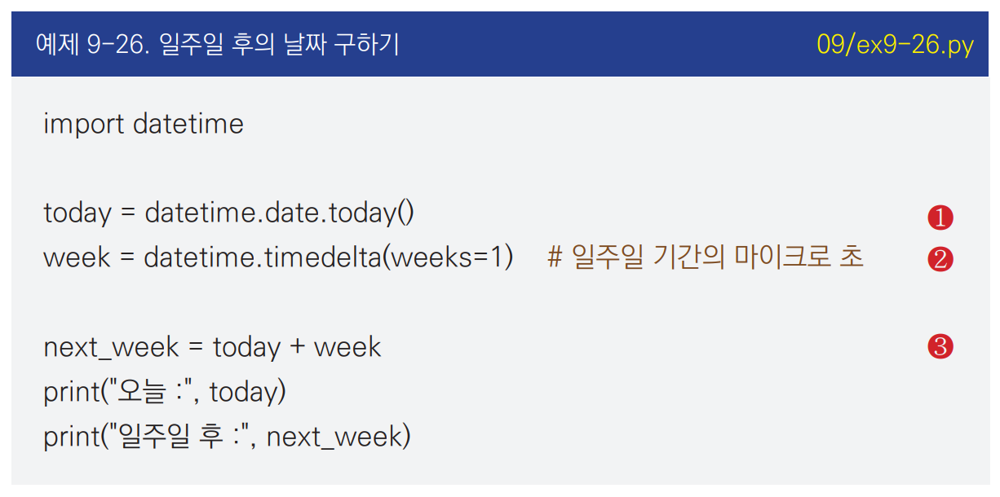 예제 9-26. 일주일 후의 날짜 구하기 09/ex9-26.py
import datetime
today = datetime.date.today() ❶
week = datetime.timedelta(weeks=1) # 일주일 기간의 마이크로 초 ❷
next_week = today + week ❸
print("오늘 :", today)
print("일주일 후 :", next_week)